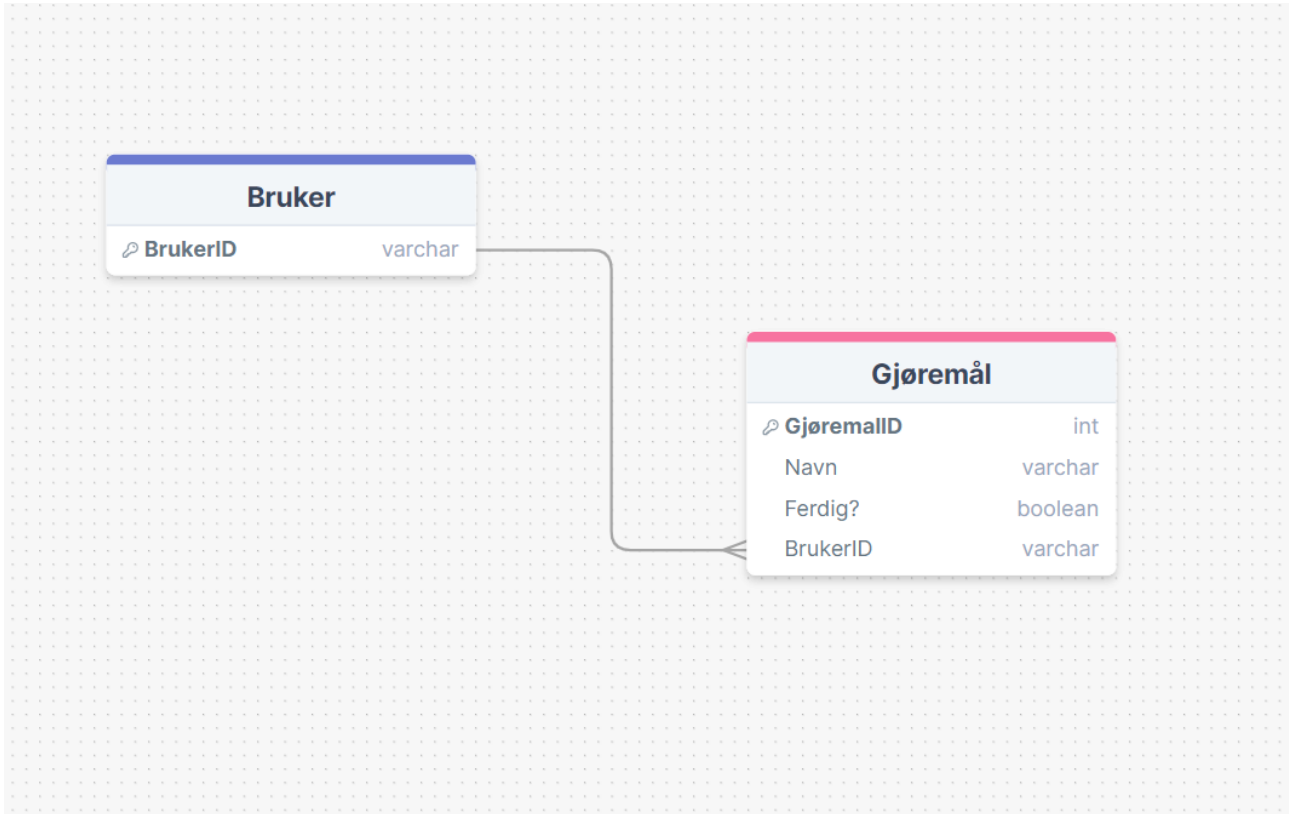 Bruker
BrukerID varchar
Gjøremål
GjøremalID int
Navn varchar
Ferdig? boolean
BrukerID varchar